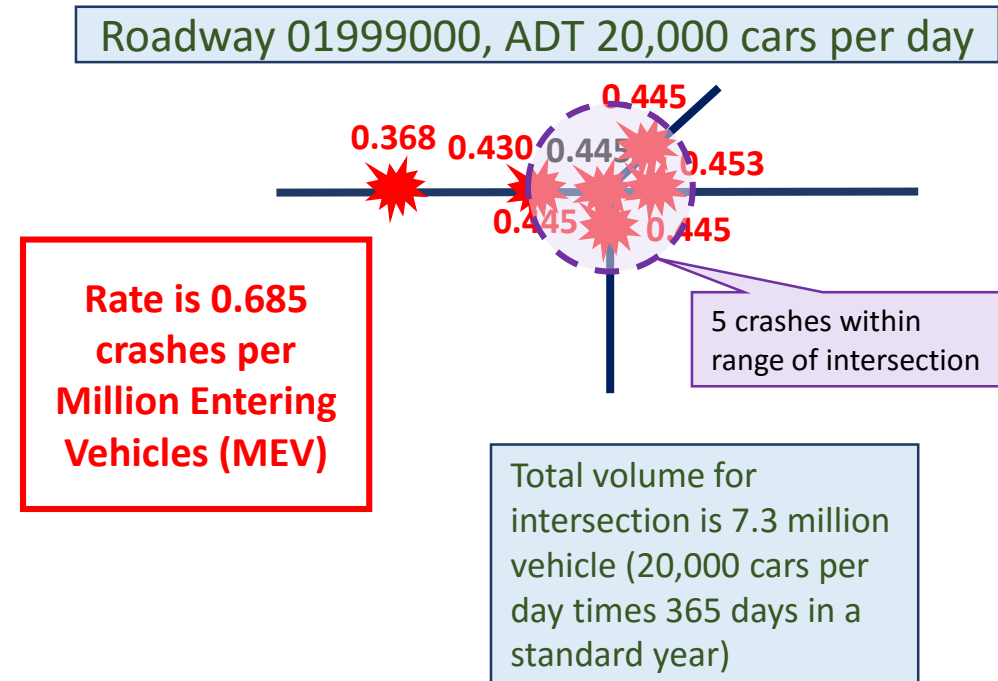 Roadway 01999000, ADT 20,000 cars per day
0.445
0.368
0.430
0.445
0.453
0.445
0.445
Rate is 0.685
crashes per
Million Entering
Vehicles (MEV)
5 crashes within
range of intersection
Total volume for
intersection is 7.3 million
vehicle (20,000 cars per
day times 365 days in a
standard year)